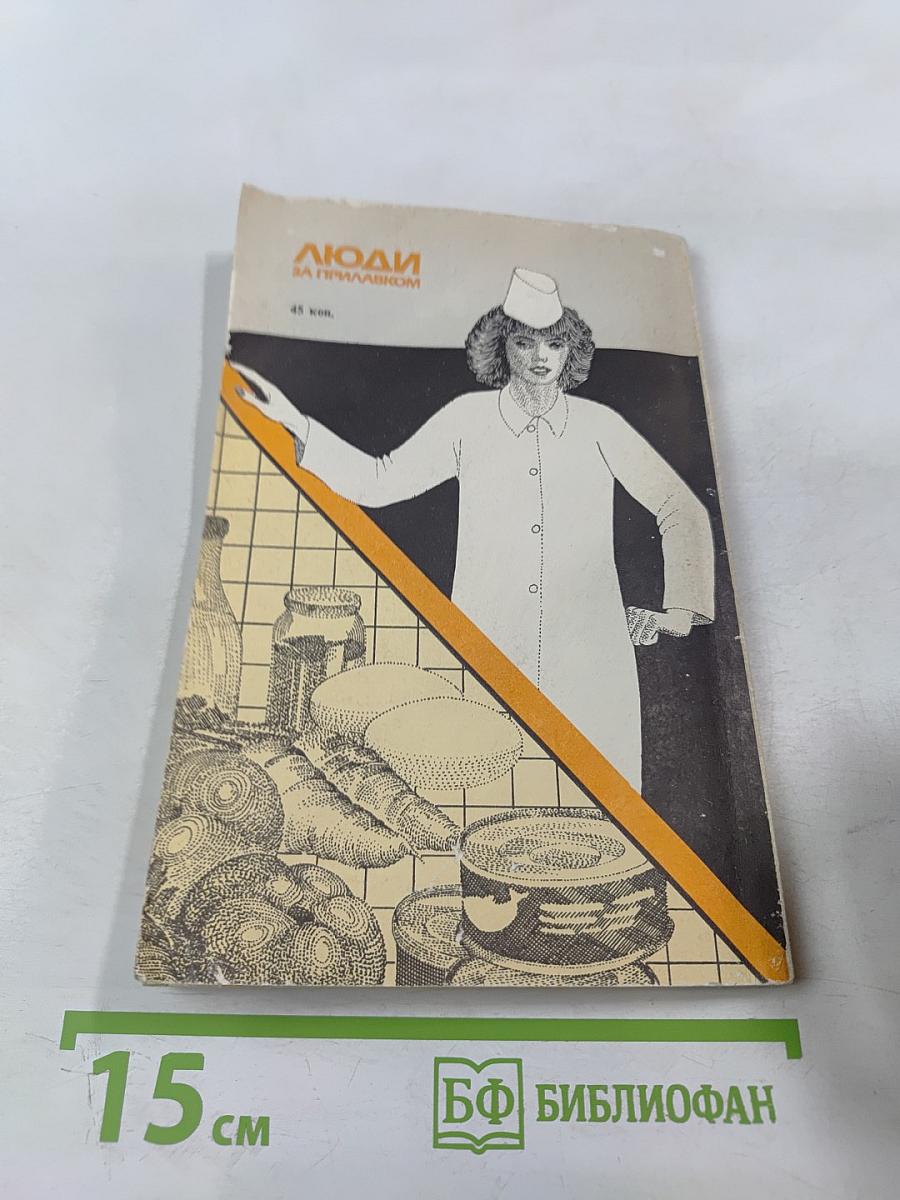 ЛЮДИ
ЗА ПРИЛАВКОМ
45 коп.
15 см
БФ БИБЛИОФАН